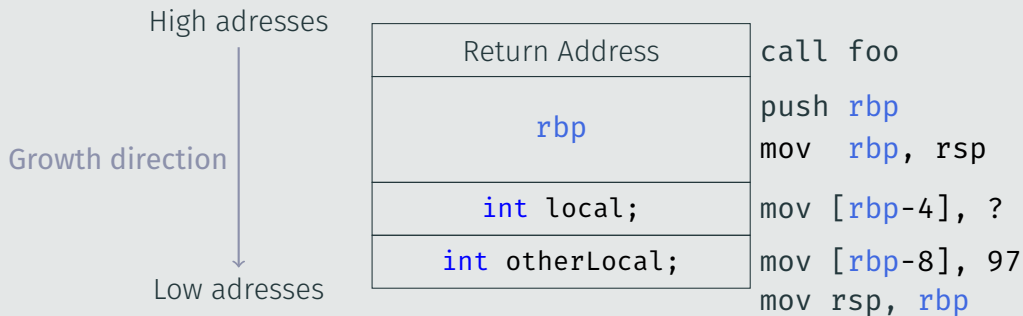 High adresses
Return Address
call foo
rbp
push rbp
mov rbp, rsp
Growth direction
int local;
mov [rbp-4], ?
int otherLocal;
mov [rbp-8], 97
Low adresses
mov rsp, rbp